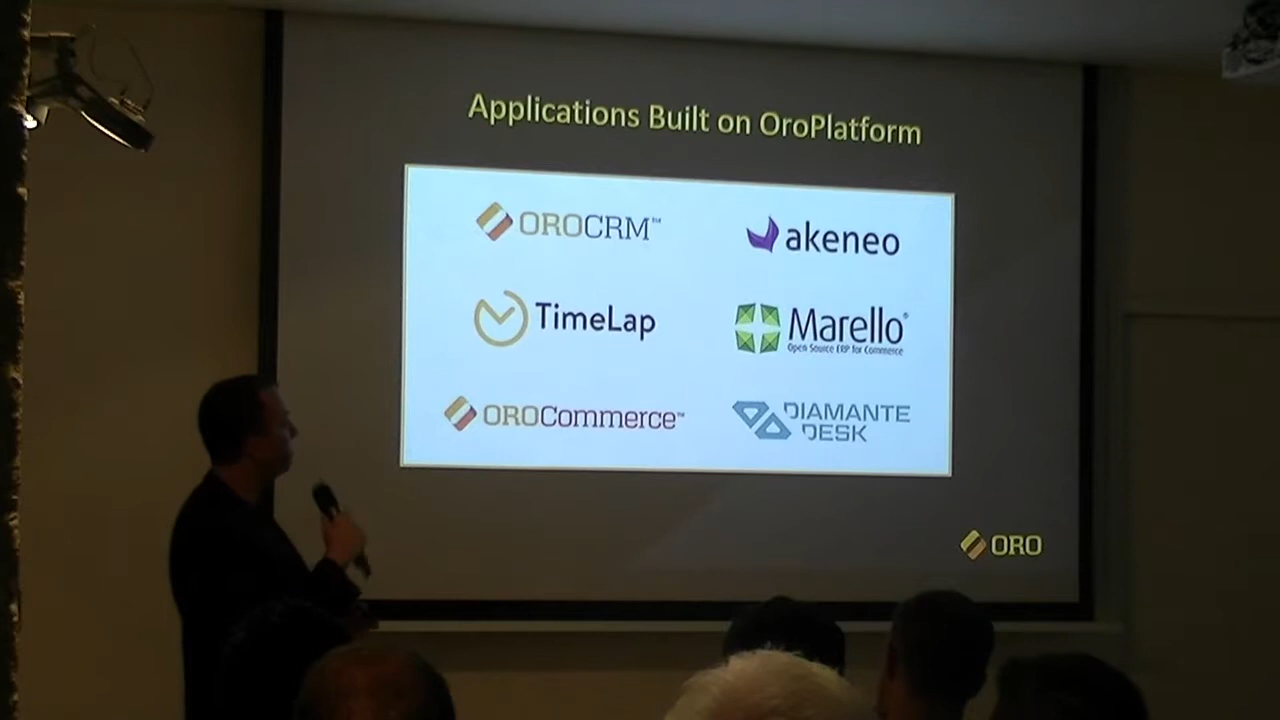 Applications Built on OroPlatform
OROCRM™
akeneo
TimeLap
Marello®
Open Source ERP for Commerce
OROCommerce™
DIAMANTE
DESK
ORO